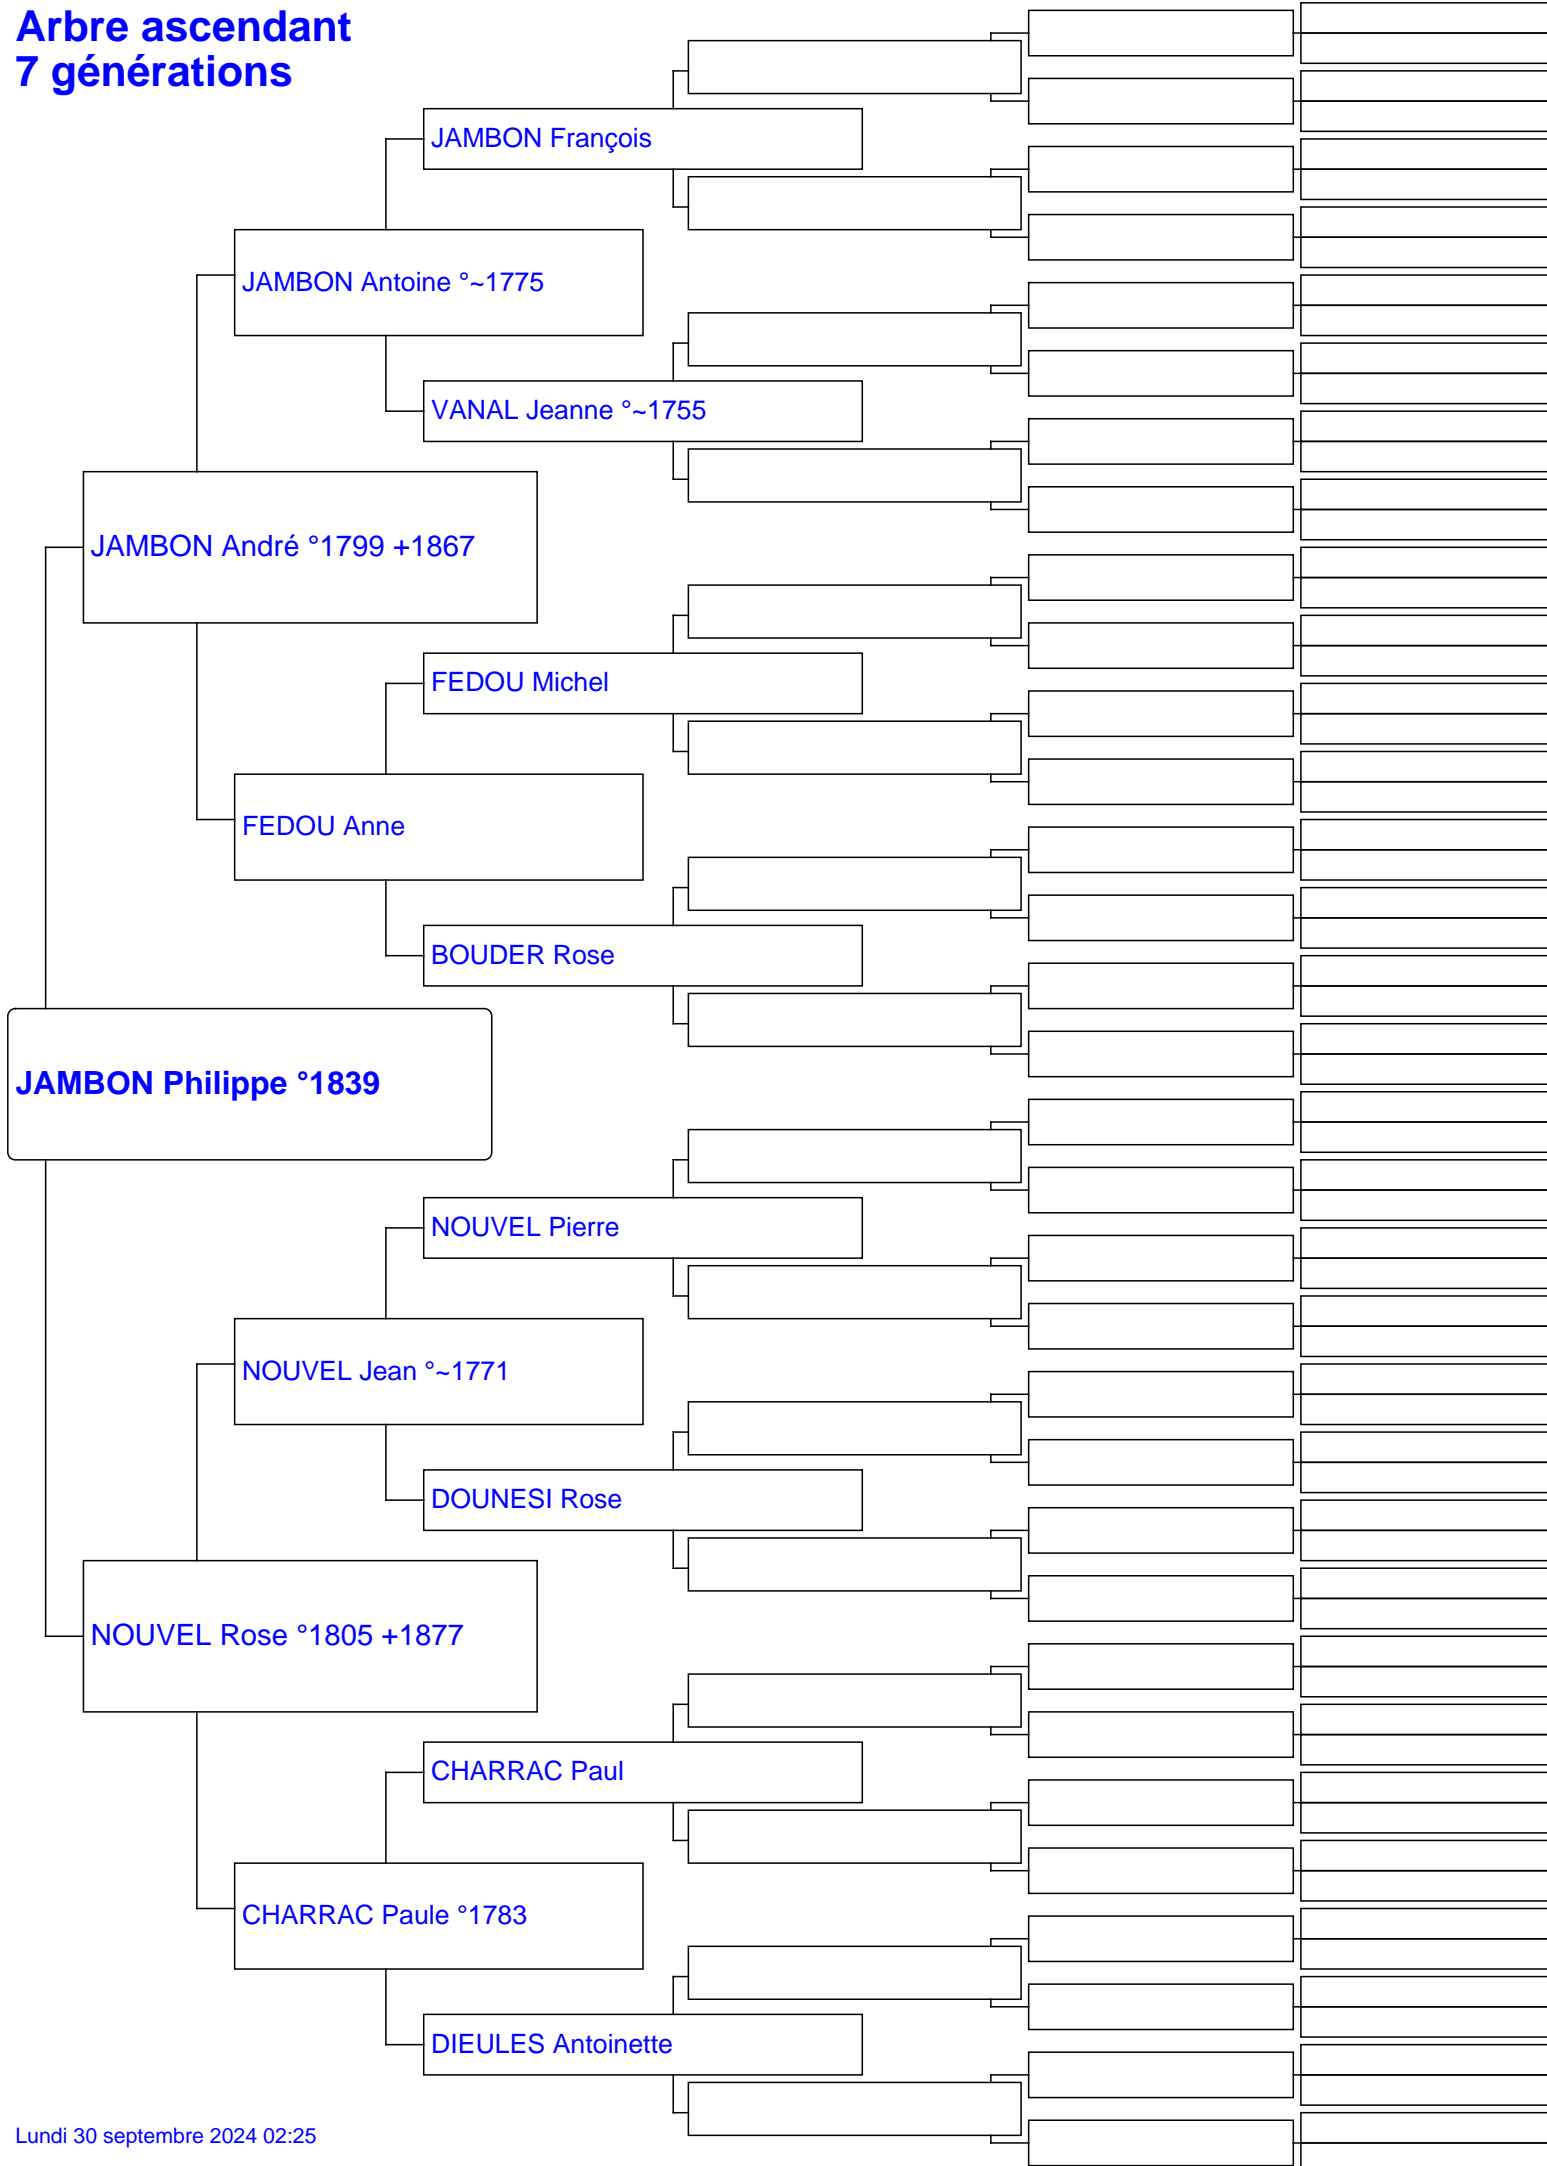 Arbre ascendant
7 générations
JAMBON François
JAMBON Antoine °~1775
VANAL Jeanne °~1755
JAMBON André °1799 +1867
FEDOU Michel
FEDOU Anne
BOUDER Rose
JAMBON Philippe °1839
NOUVEL Pierre
NOUVEL Jean °~1771
DOUNESI Rose
NOUVEL Rose °1805 +1877
CHARRAC Paul
CHARRAC Paule °1783
DIEULES Antoinette
Lundi 30 septembre 2024 02:25